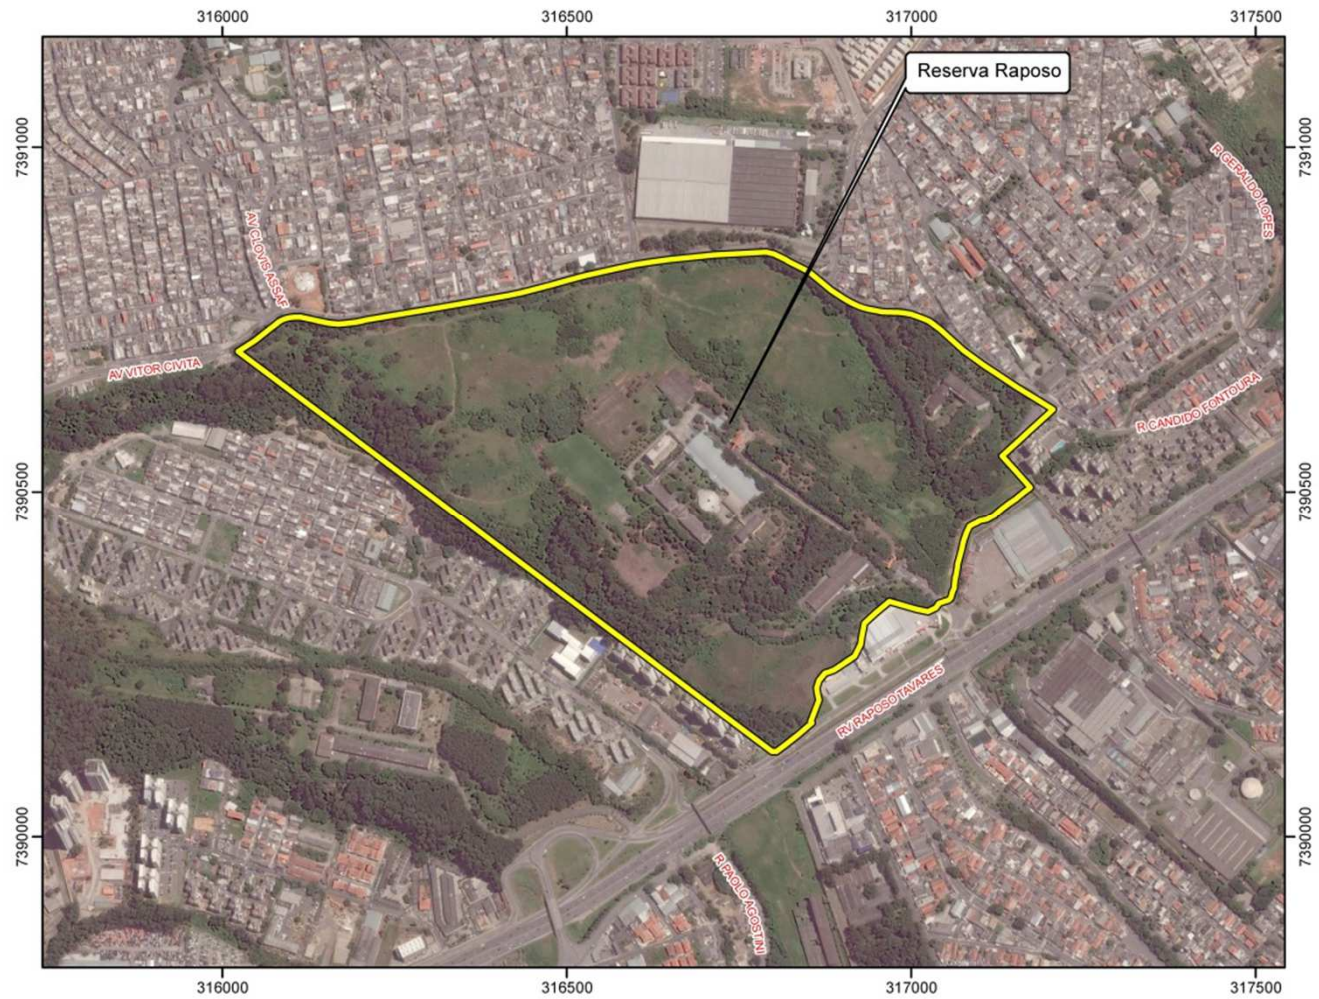 316000
316500
317000
317500
Reserva Raposo
7391000
7391000
R GERALDO LOPES
AV CLOVIS ASSAF
AV VITOR CIVITA
R CANDIDO FONTOURA
7390500
7390500
RV RAPOSO TAVARES
7390000
7390000
R PAOLO AGOSTINI
316000
316500
317000
317500